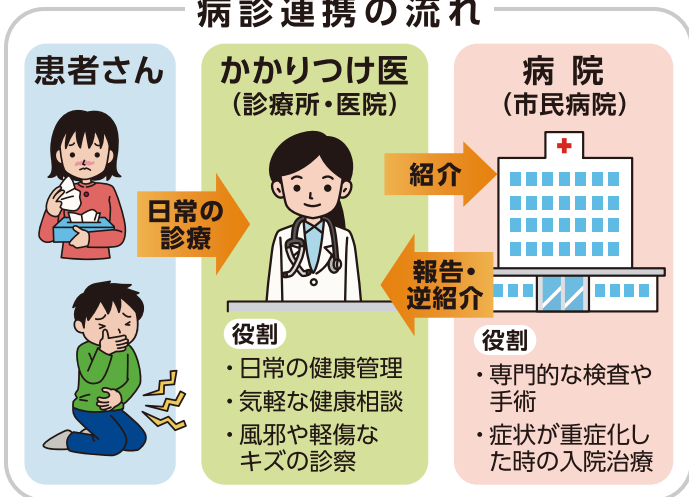 病診連携の流れ
患者さん
かかりつけ医
（診療所・医院）
病 院
（市民病院）
日常の
診療
紹介
報告・
逆紹介
役割
・日常の健康管理
・気軽な健康相談
・風邪や軽傷な
キズの診察
役割
・専門的な検査や
手術
・症状が重症化し
た時の入院治療